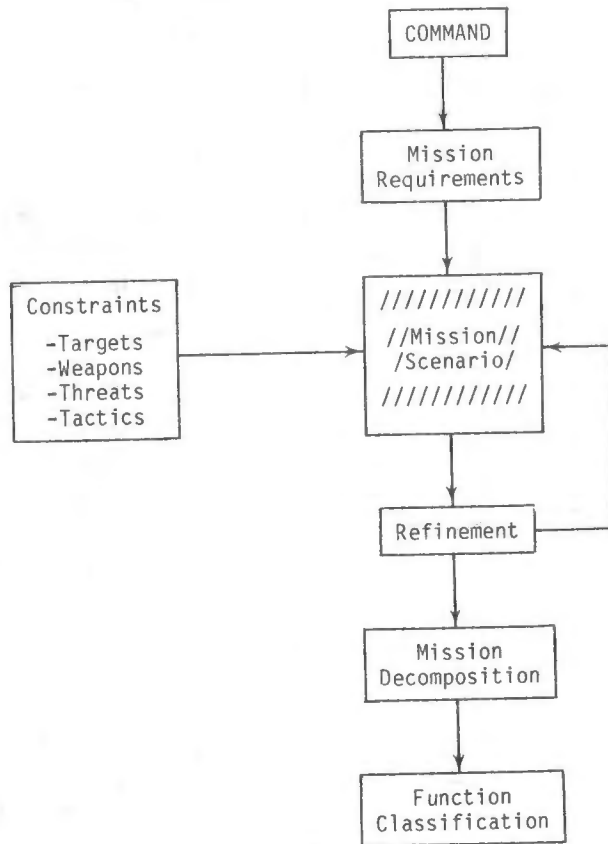 COMMAND
Mission
Requirements
Constraints
-Targets
-Weapons
-Threats
-Tactics
////////////
//Mission//
/Scenario/
////////////
Refinement
Mission
Decomposition
Function
Classification